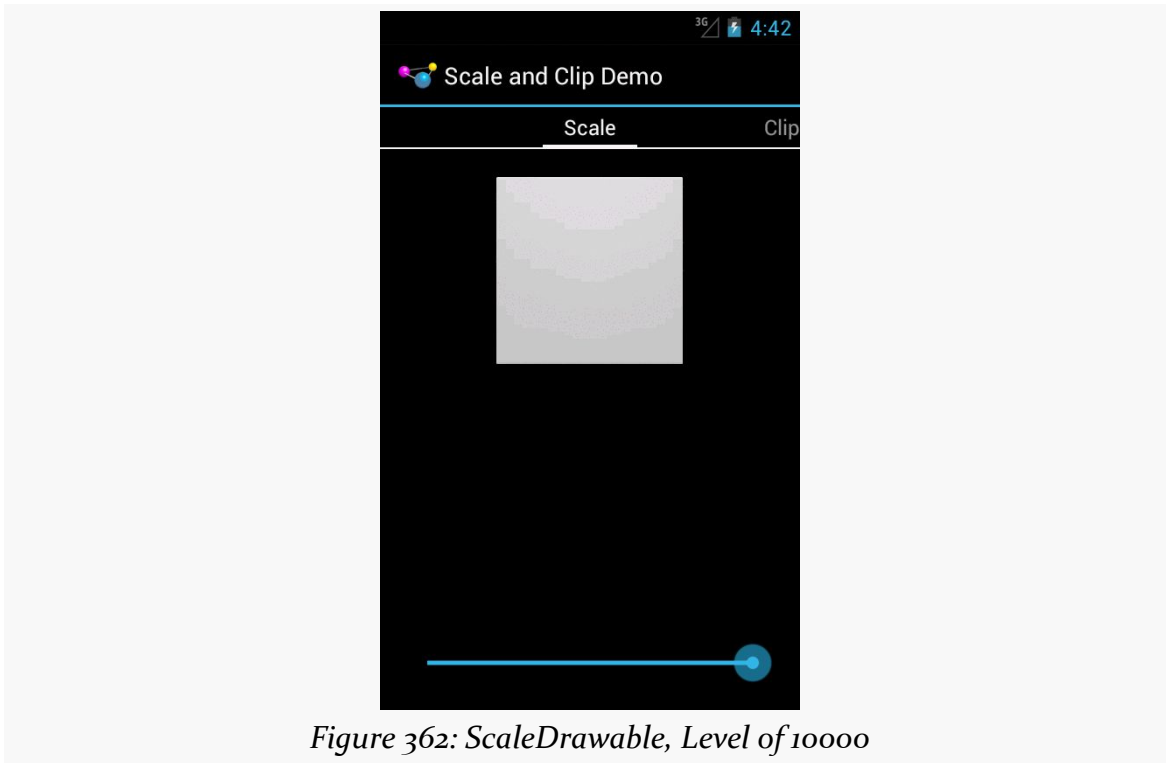 3G 4:42
Scale and Clip Demo
Scale Clip
Figure 362: ScaleDrawable, Level of 10000